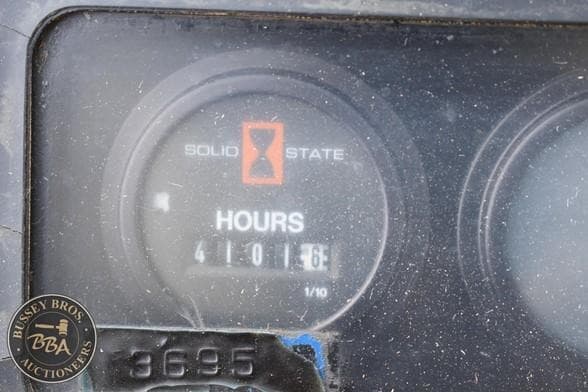 SOLID STATE
HOURS
4 1 0 1 6
1/10
3695
BUSSEY BROS.
BBA
AUCTIONEERS